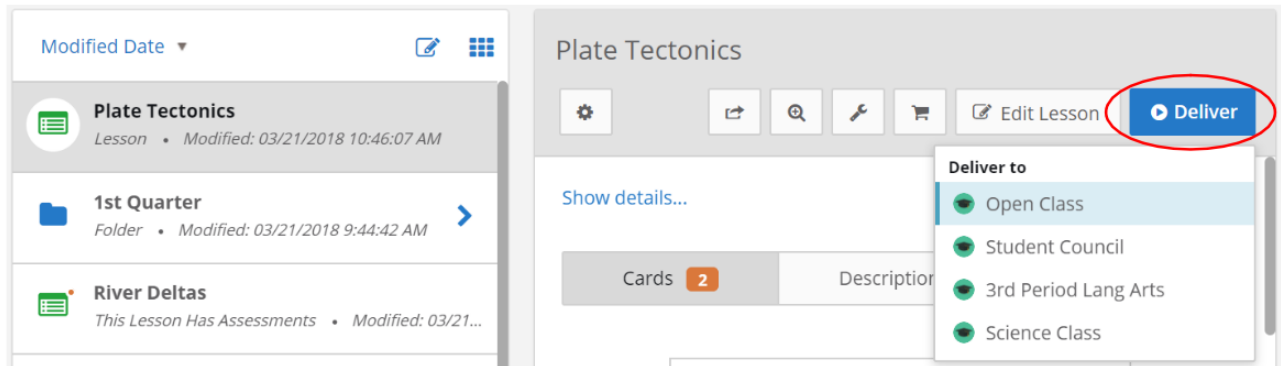 Modified Date
Plate Tectonics
Lesson • Modified: 03/21/2018 10:46:07 AM
1st Quarter
Folder • Modified: 03/21/2018 9:44:42 AM
River Deltas
This Lesson Has Assessments • Modified: 03/21...
Plate Tectonics
Edit Lesson
Deliver
Show details...
Cards 2
Description
Deliver to
Open Class
Student Council
3rd Period Lang Arts
Science Class